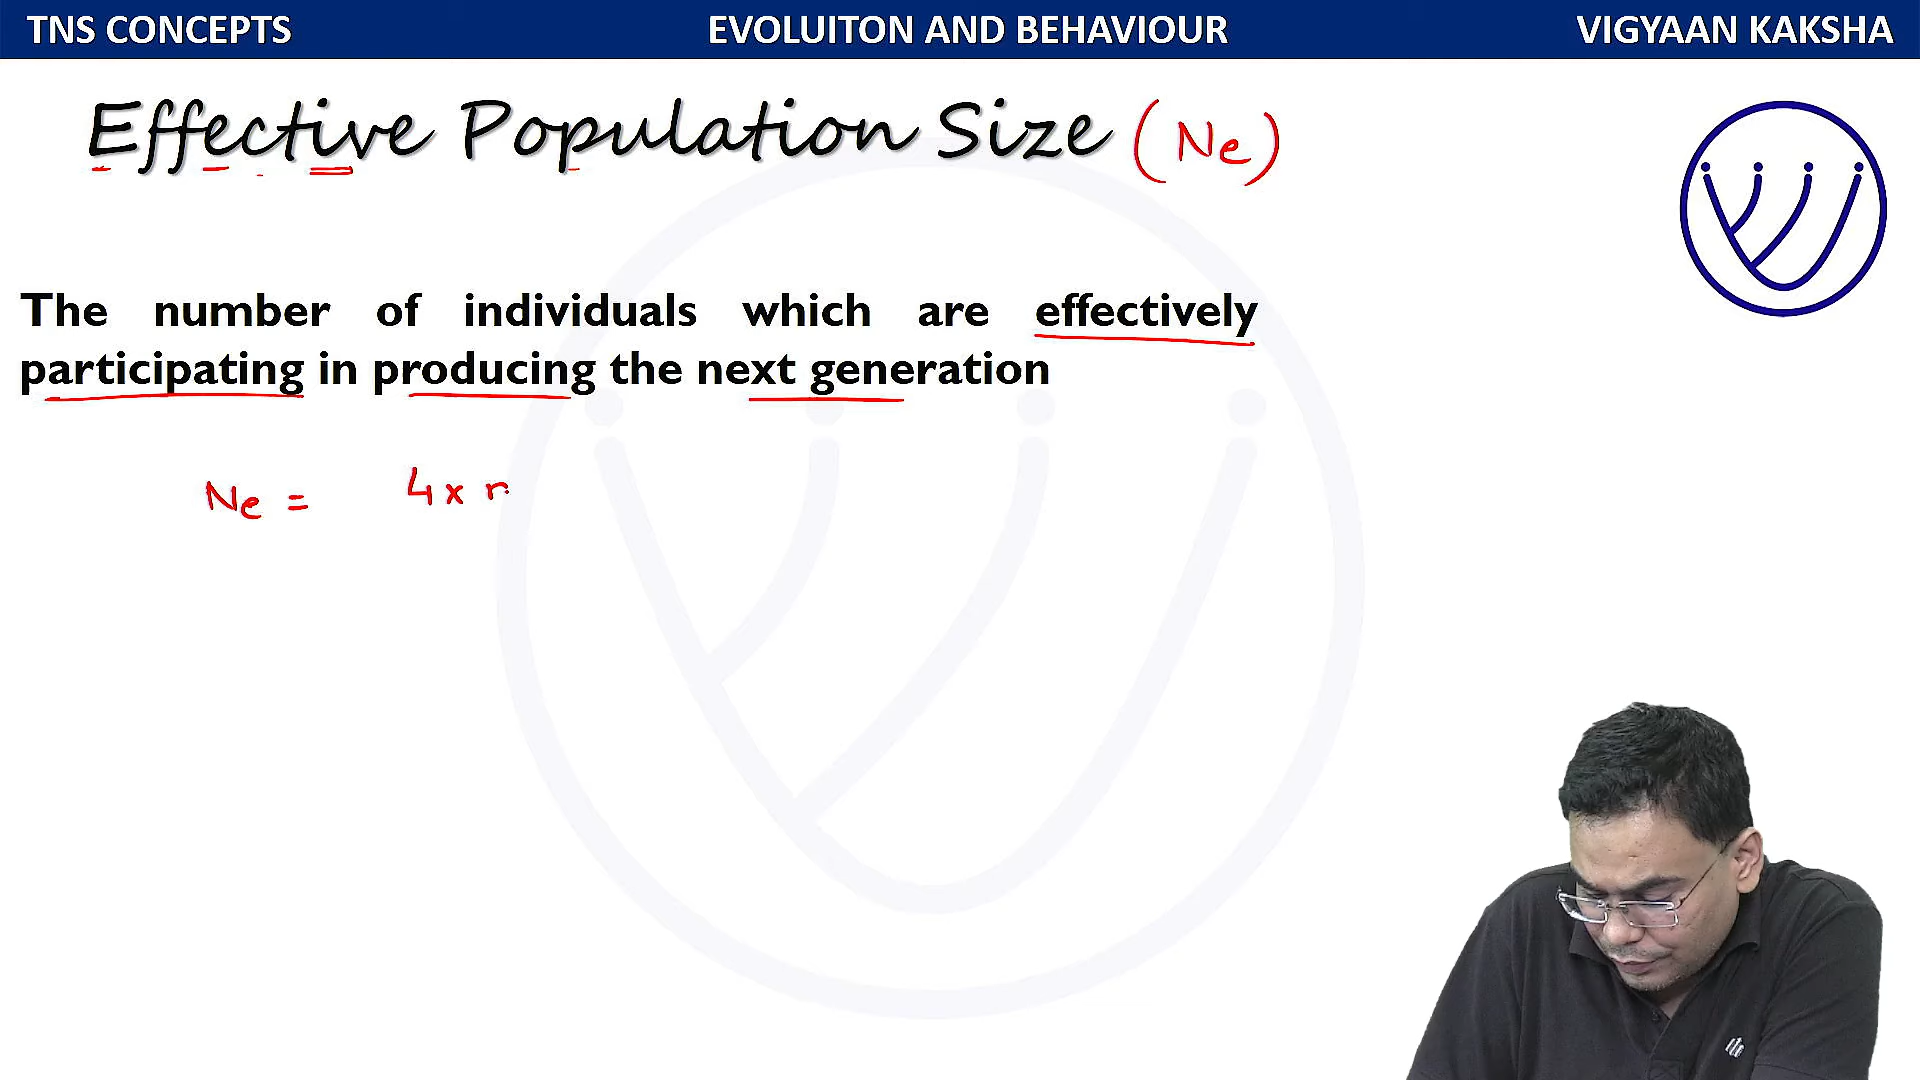 TNS CONCEPTS EVOLUITON AND BEHAVIOUR VIGYAAN KAKSHA
Effective Population Size (Ne)
The number of individuals which are effectively
participating in producing the next generation
Ne = 4 x r